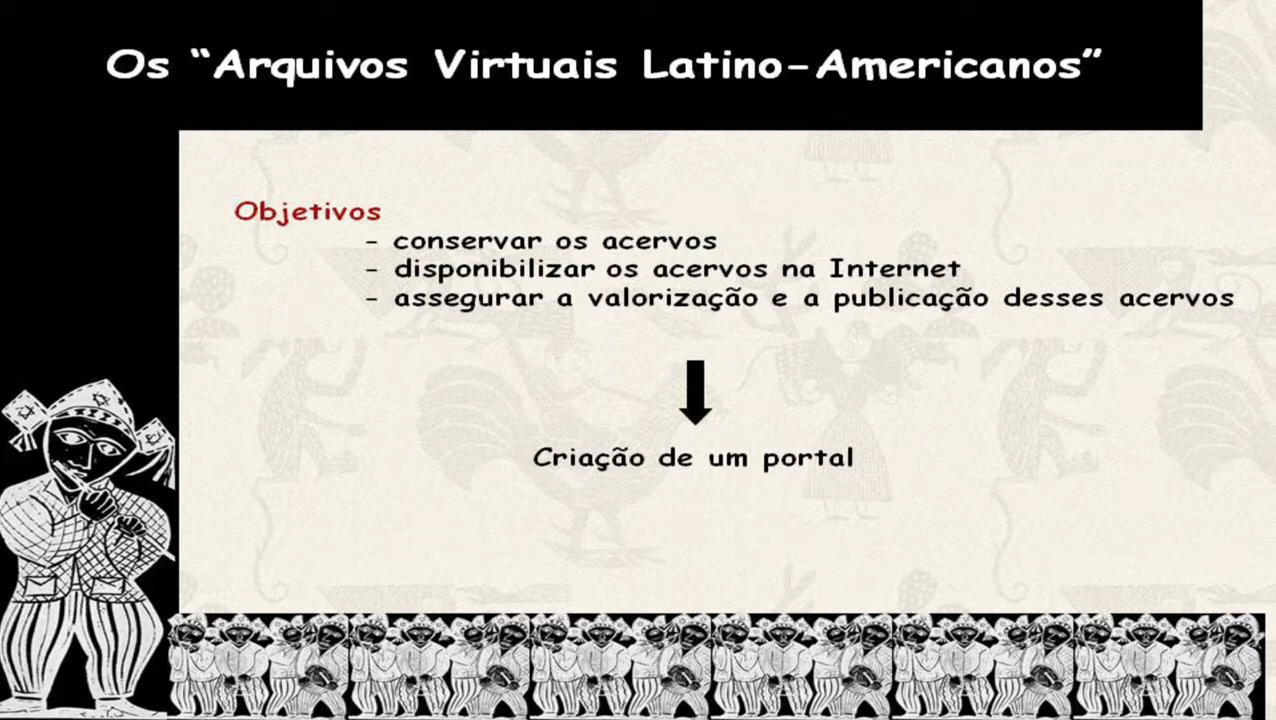 Os “Arquivos Virtuais Latino-Americanos”
Objetivos
- conservar os acervos
- disponibilizar os acervos na Internet
- assegurar a valorização e a publicação desses acervos
Criação de um portal